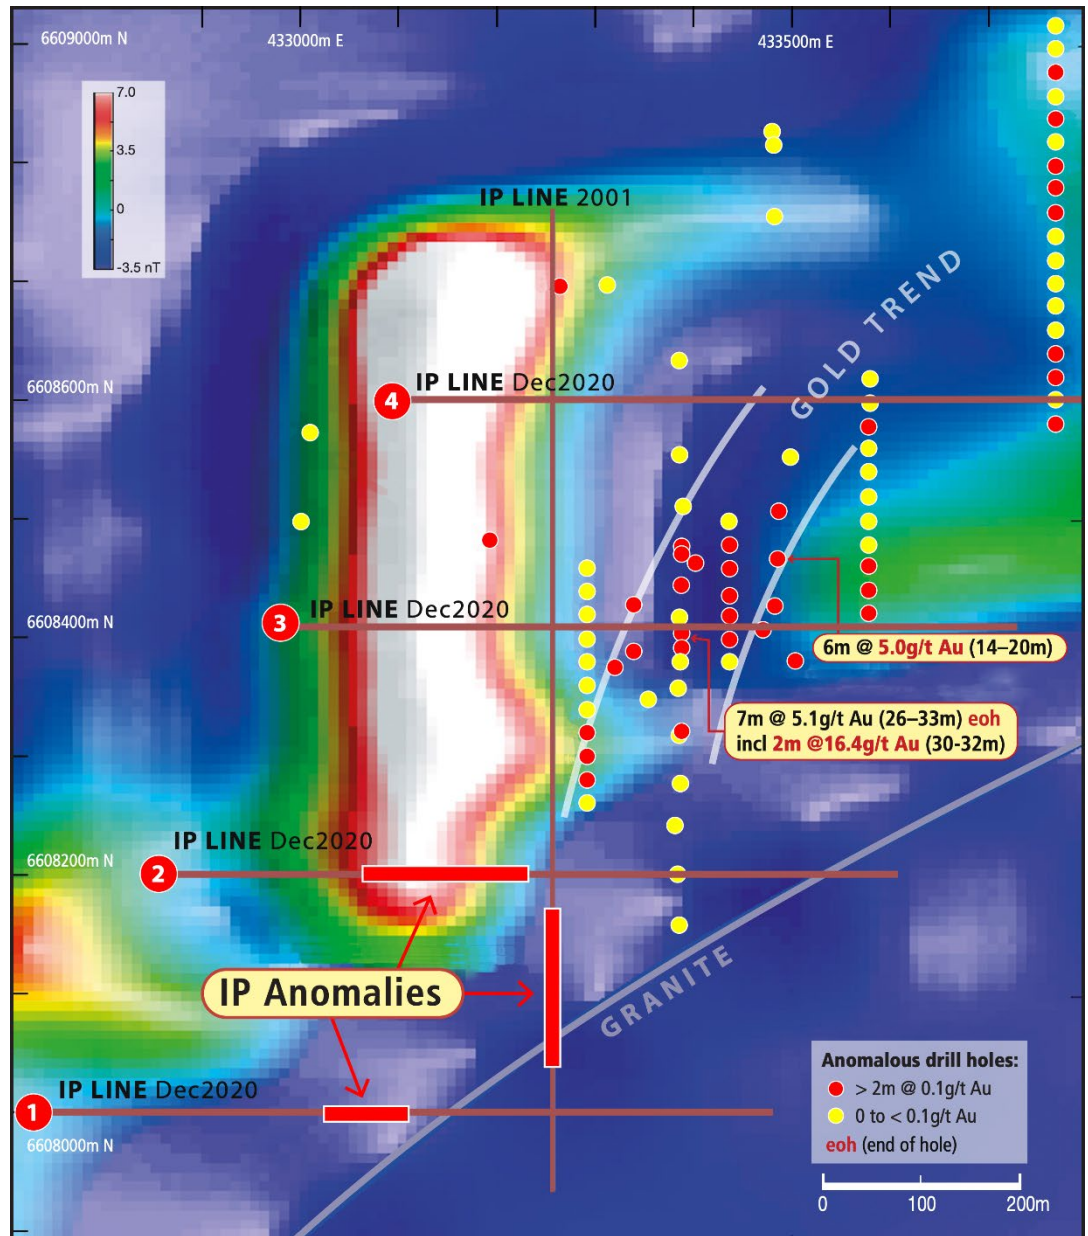 6609000m N
433000m E
433500m E
7.0
3.5
0
-3.5 nT
IP LINE 2001
GOLD TREND
6608600m N
IP LINE Dec2020
4
IP LINE Dec2020
3
6608400m N
6m @ 5.0g/t Au (14–20m)
7m @ 5.1g/t Au (26–33m) eoh
incl 2m @16.4g/t Au (30-32m)
IP LINE Dec2020
6608200m N
2
IP Anomalies
GRANITE
IP LINE Dec2020
1
6608000m N
Anomalous drill holes:
> 2m @ 0.1g/t Au
0 to < 0.1g/t Au
eoh (end of hole)
0 100 200m